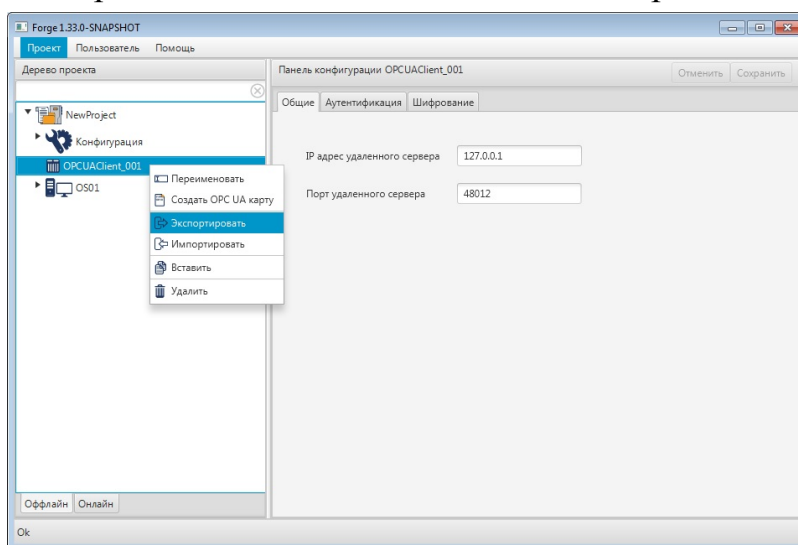 Forge 1.33.0-SNAPSHOT
Проект Пользователь Помощь
Дерево проекта
Панель конфигурации OPCUAClient_001
Отменить Сохранить
Общие Аутентификация Шифрование
NewProject
Конфигурация
OPCUAClient_001
OS01
Переименовать
Создать OPC UA карту
Экспортировать
Импортировать
Вставить
Удалить
IP адрес удаленного сервера 127.0.0.1
Порт удаленного сервера 48012
Оффлайн Онлайн
Ok